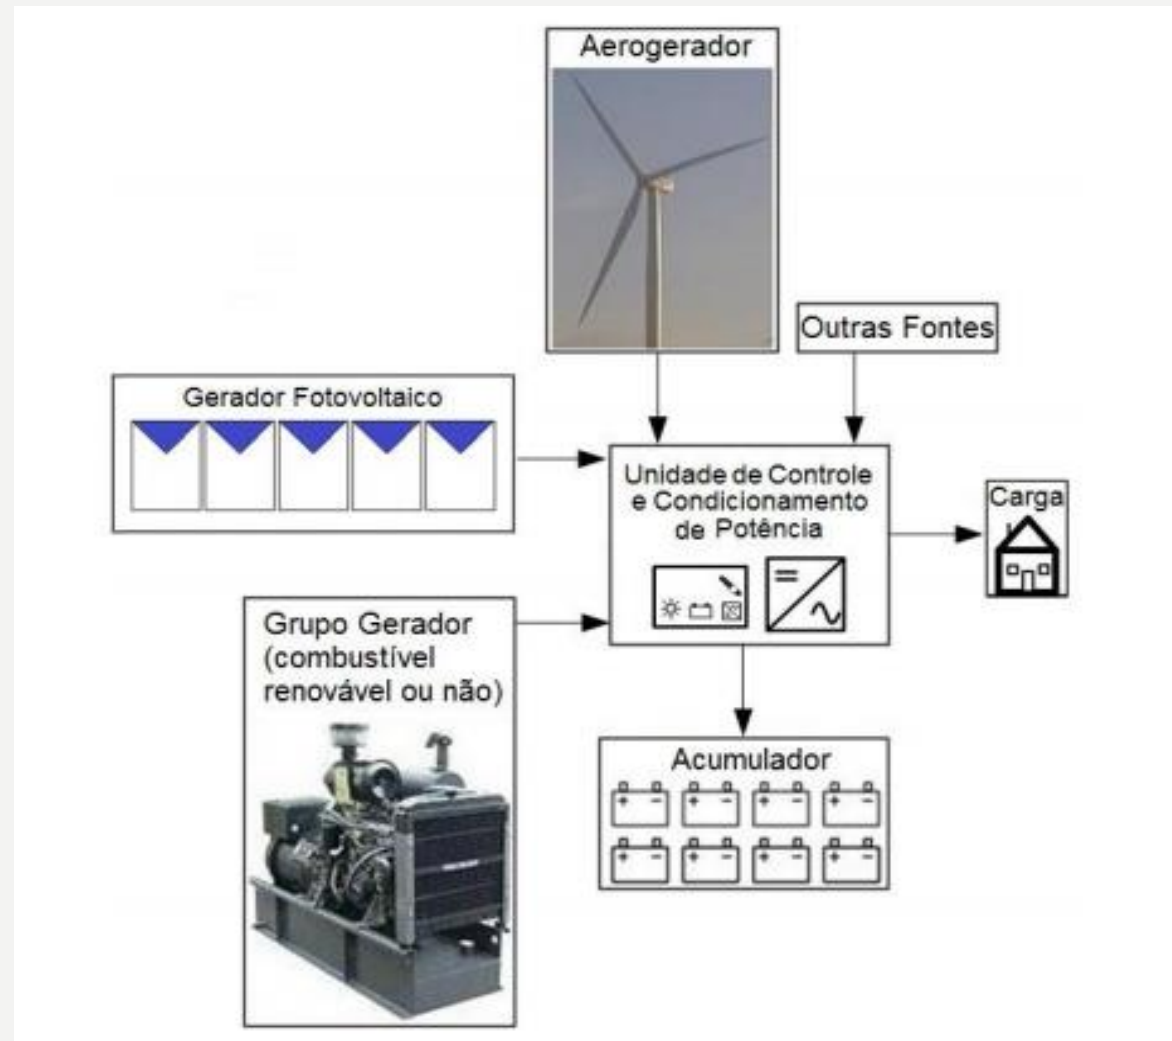 Aerogerador
Outras Fontes
Gerador Fotovoltaico
Unidade de Controle
e Condicionamento
de Potência
Carga
Grupo Gerador
(combustível
renovável ou não)
Acumulador